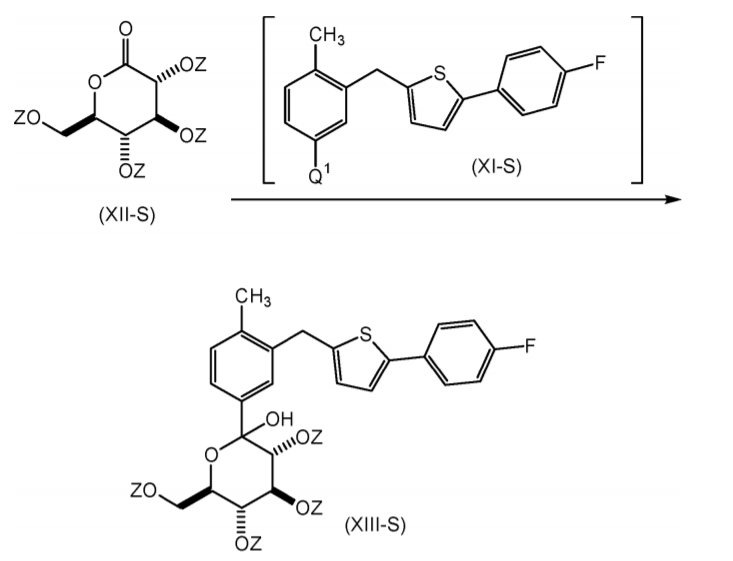 O
O
OZ
ZO
OZ
OZ
(XII-S)
CH3
S
F
Q1
(XI-S)
CH3
S
F
OH
O
OZ
ZO
OZ
OZ
(XIII-S)